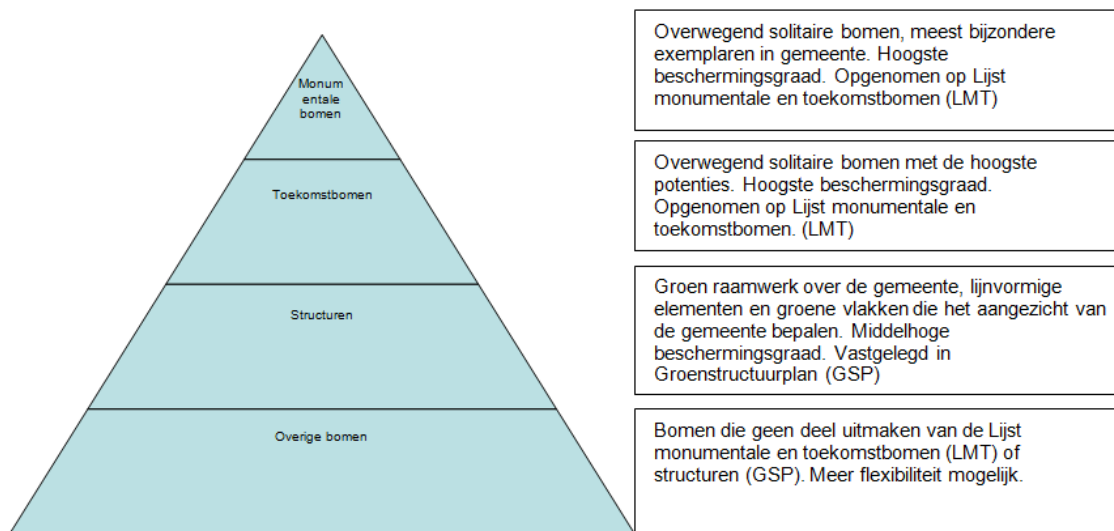 Monum
entale
bomen
Overwegend solitaire bomen, meest bijzondere
exemplaren in gemeente. Hoogste
beschermingsgraad. Opgenomen op Lijst
monumentale en toekomstbomen (LMT)
Toekomstbomen
Overwegend solitaire bomen met de hoogste
potenties. Hoogste beschermingsgraad.
Opgenomen op Lijst monumentale en
toekomstbomen. (LMT)
Structuren
Groen raamwerk over de gemeente, lijnvormige
elementen en groene vlakken die het aangezicht van
de gemeente bepalen. Middelhoge
beschermingsgraad. Vastgelegd in
Groenstructuurplan (GSP)
Overige bomen
Bomen die geen deel uitmaken van de Lijst
monumentale en toekomstbomen (LMT) of
structuren (GSP). Meer flexibiliteit mogelijk.